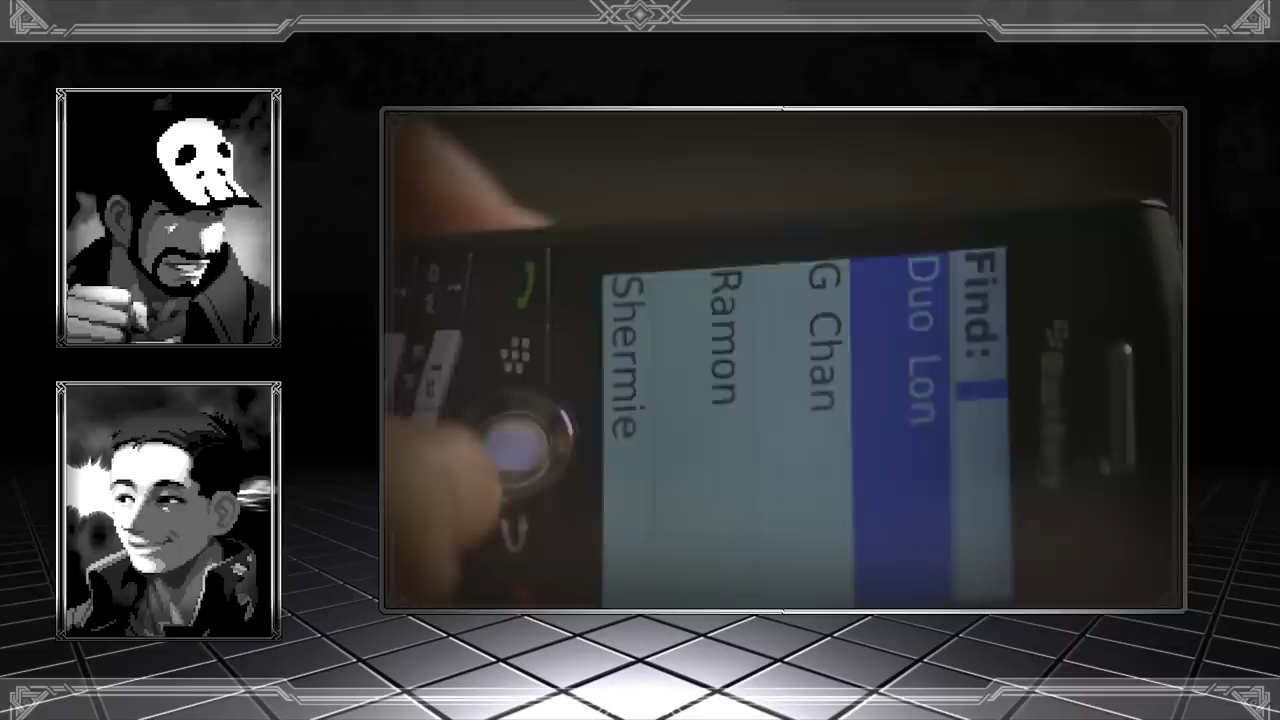 Find:
Duo Lon
G Chan
Ramon
Shermie